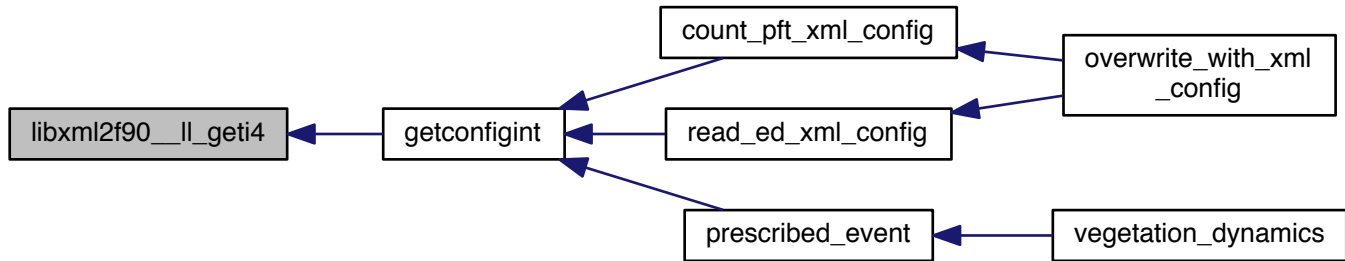 count_pft_xml_config
overwrite_with_xml
_config
libxml2f90__ll_geti4
getconfigint
read_ed_xml_config
prescribed_event
vegetation_dynamics